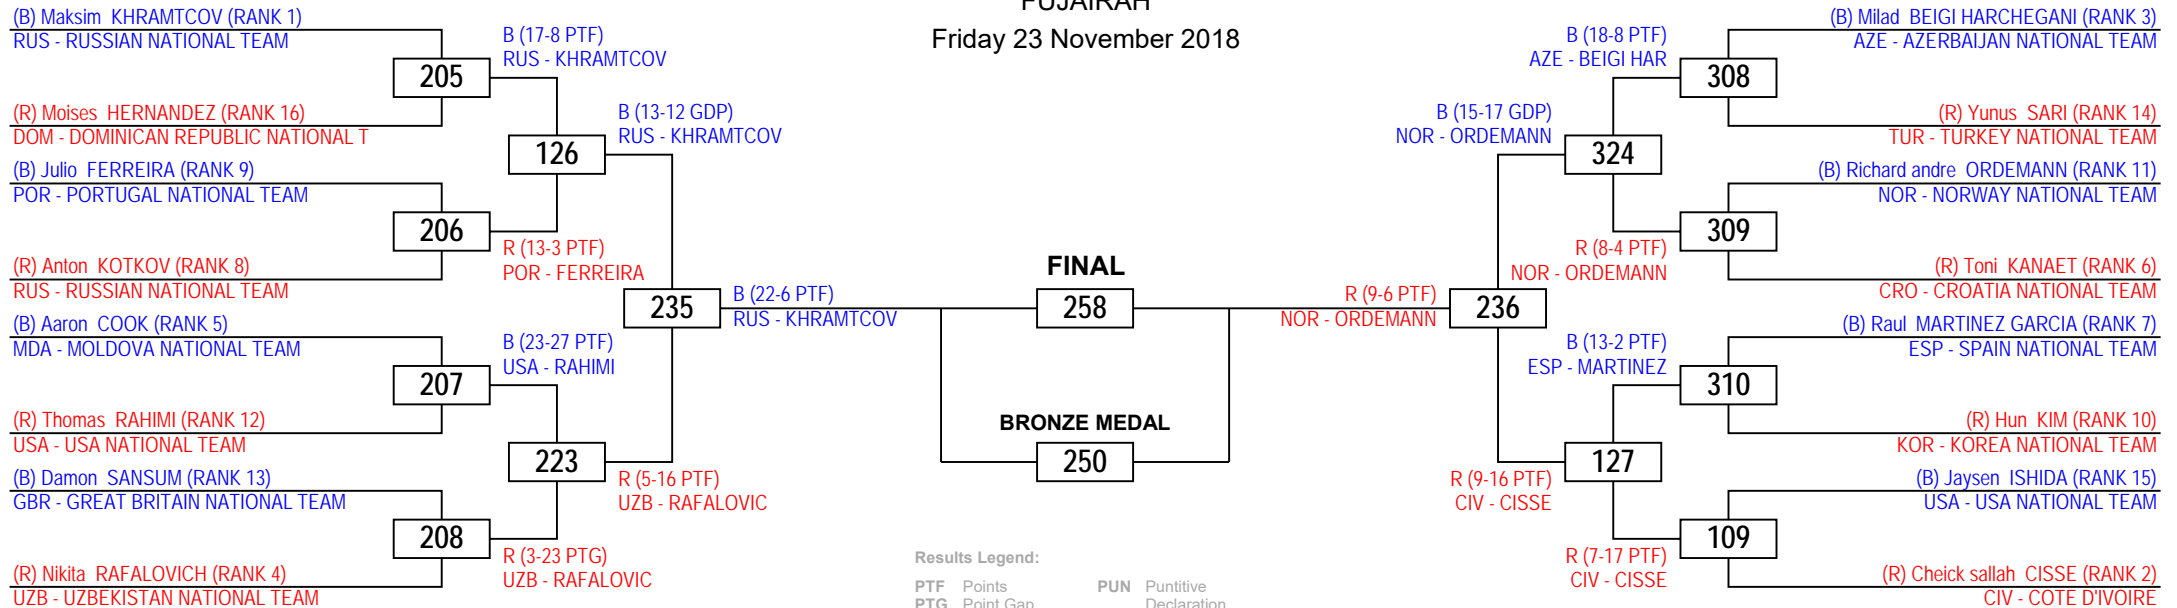 FUJAIRAH
Friday 23 November 2018
(B) Maksim KHRAMTCOV (RANK 1)
RUS - RUSSIAN NATIONAL TEAM
205
(R) Moises HERNANDEZ (RANK 16)
DOM - DOMINICAN REPUBLIC NATIONAL T
(B) Julio FERREIRA (RANK 9)
POR - PORTUGAL NATIONAL TEAM
206
(R) Anton KOTKOV (RANK 8)
RUS - RUSSIAN NATIONAL TEAM
(B) Aaron COOK (RANK 5)
MDA - MOLDOVA NATIONAL TEAM
207
(R) Thomas RAHIMI (RANK 12)
USA - USA NATIONAL TEAM
(B) Damon SANSUM (RANK 13)
GBR - GREAT BRITAIN NATIONAL TEAM
208
(R) Nikita RAFALOVICH (RANK 4)
UZB - UZBEKISTAN NATIONAL TEAM
B (17-8 PTF)
RUS - KHRAMTCOV
126
R (13-3 PTF)
POR - FERREIRA
B (23-27 PTF)
USA - RAHIMI
223
R (3-23 PTG)
UZB - RAFALOVIC
B (13-12 GDP)
RUS - KHRAMTCOV
235
R (5-16 PTF)
UZB - RAFALOVIC
B (22-6 PTF)
RUS - KHRAMTCOV
FINAL
258
BRONZE MEDAL
250
R (9-6 PTF)
NOR - ORDEMANN
B (15-17 GDP)
NOR - ORDEMANN
236
R (9-16 PTF)
CIV - CISSE
B (18-8 PTF)
AZE - BEIGI HAR
324
R (8-4 PTF)
NOR - ORDEMANN
B (13-2 PTF)
ESP - MARTINEZ
127
R (7-17 PTF)
CIV - CISSE
(B) Milad BEIGI HARCHEGANI (RANK 3)
AZE - AZERBAIJAN NATIONAL TEAM
308
(R) Yunus SARI (RANK 14)
TUR - TURKEY NATIONAL TEAM
(B) Richard andre ORDEMANN (RANK 11)
NOR - NORWAY NATIONAL TEAM
309
(R) Toni KANAET (RANK 6)
CRO - CROATIA NATIONAL TEAM
(B) Raul MARTINEZ GARCIA (RANK 7)
ESP - SPAIN NATIONAL TEAM
310
(R) Hun KIM (RANK 10)
KOR - KOREA NATIONAL TEAM
(B) Jaysen ISHIDA (RANK 15)
USA - USA NATIONAL TEAM
109
(R) Cheick sallah CISSE (RANK 2)
CIV - COTE D'IVOIRE
Results Legend:
PTF Points PUN Puntitive
PTG Point Gap Declaration